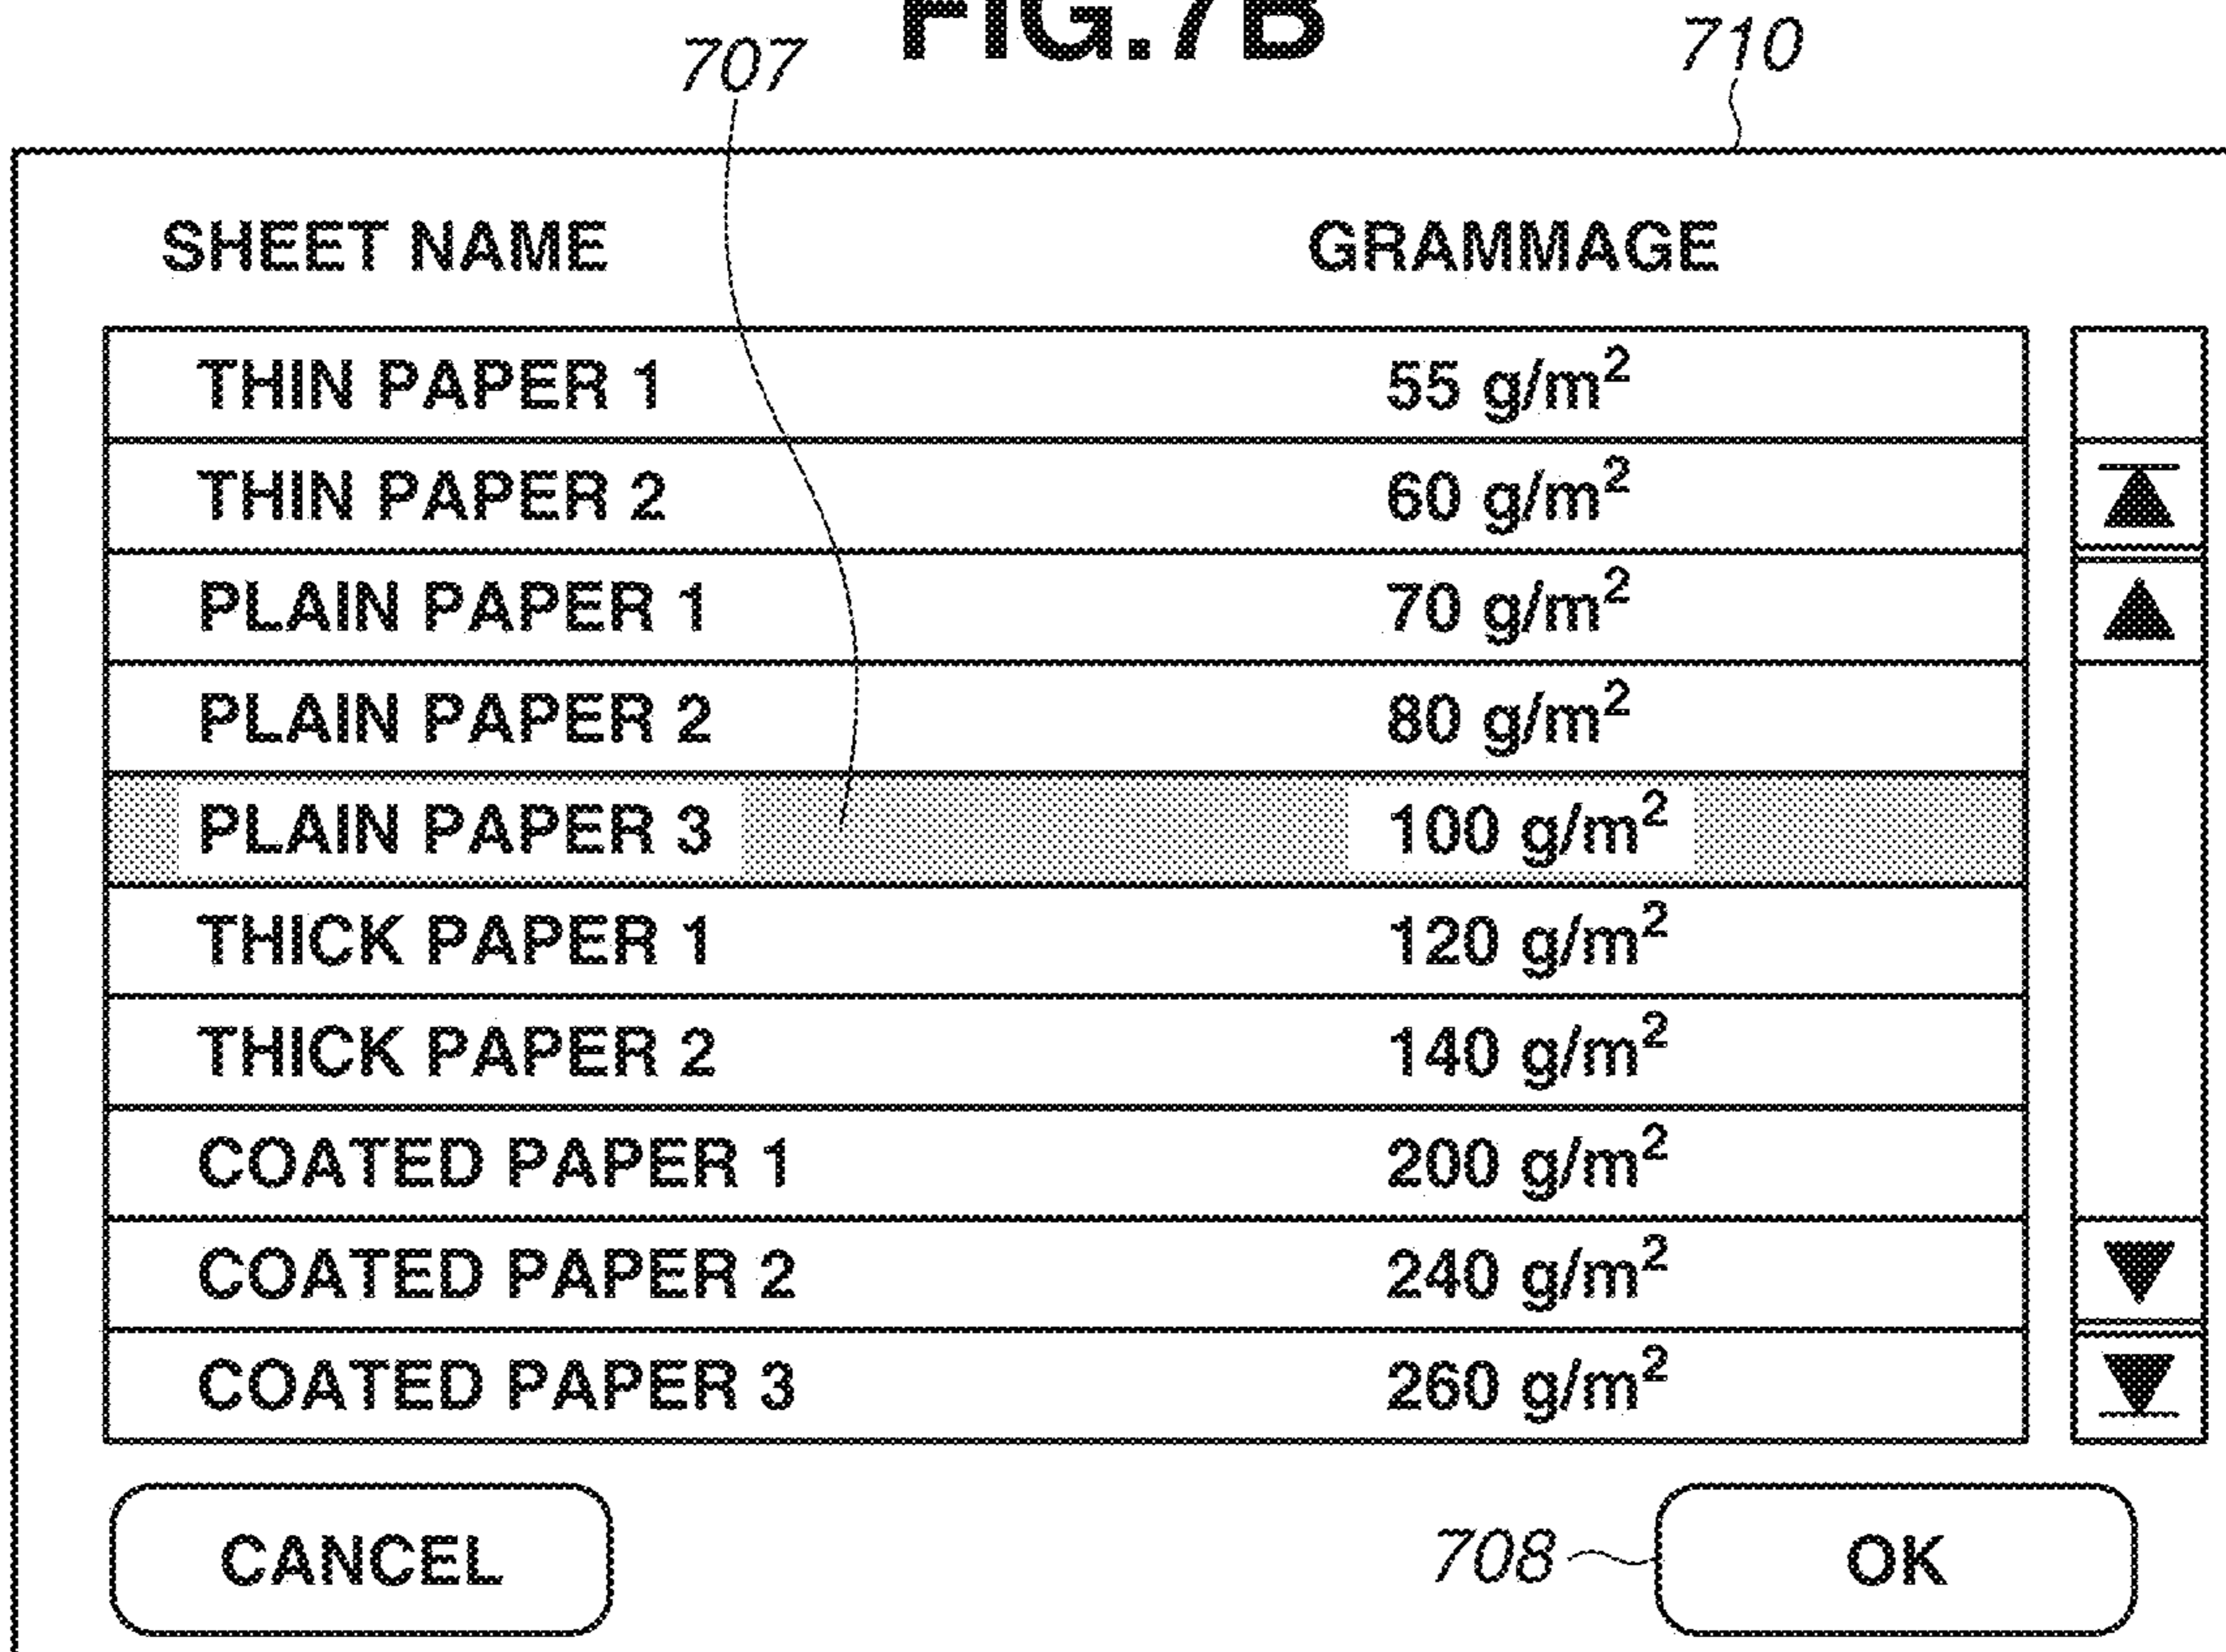 FIG.7B
707
710
SHEET NAME GRAMMAGE
THIN PAPER 1 55 g/m²
THIN PAPER 2 60 g/m²
PLAIN PAPER 1 70 g/m²
PLAIN PAPER 2 80 g/m²
PLAIN PAPER 3 100 g/m²
THICK PAPER 1 120 g/m²
THICK PAPER 2 140 g/m²
COATED PAPER 1 200 g/m²
COATED PAPER 2 240 g/m²
COATED PAPER 3 260 g/m²
CANCEL 708 OK